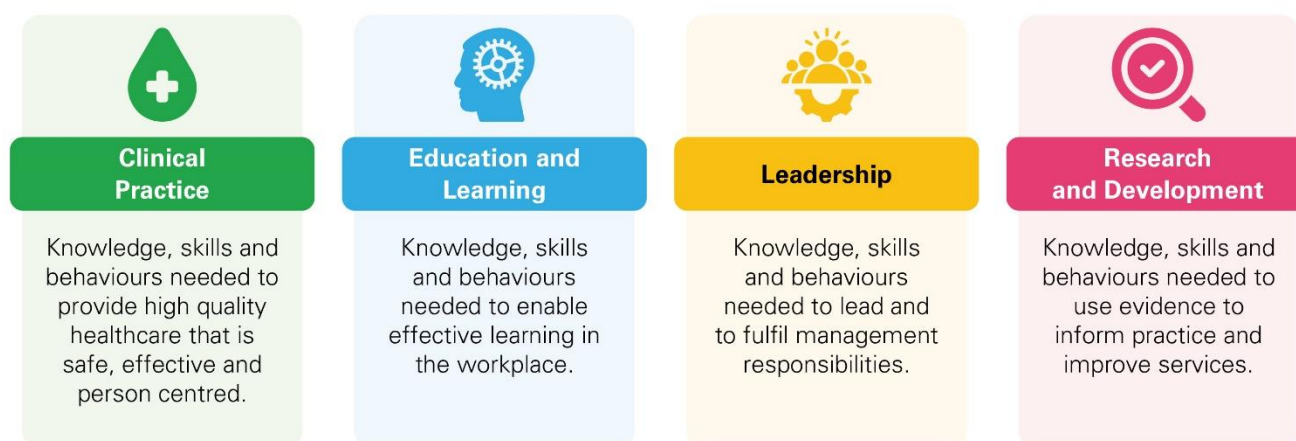 Clinical
Practice
Knowledge, skills and
behaviours needed to
provide high quality
healthcare that is
safe, effective and
person centred.
Education and
Learning
Knowledge, skills
and behaviours
needed to enable
effective learning in
the workplace.
Leadership
Knowledge, skills
and behaviours
needed to lead and
to fulfil management
responsibilities.
Research
and Development
Knowledge, skills and
behaviours needed to
use evidence to
inform practice and
improve services.